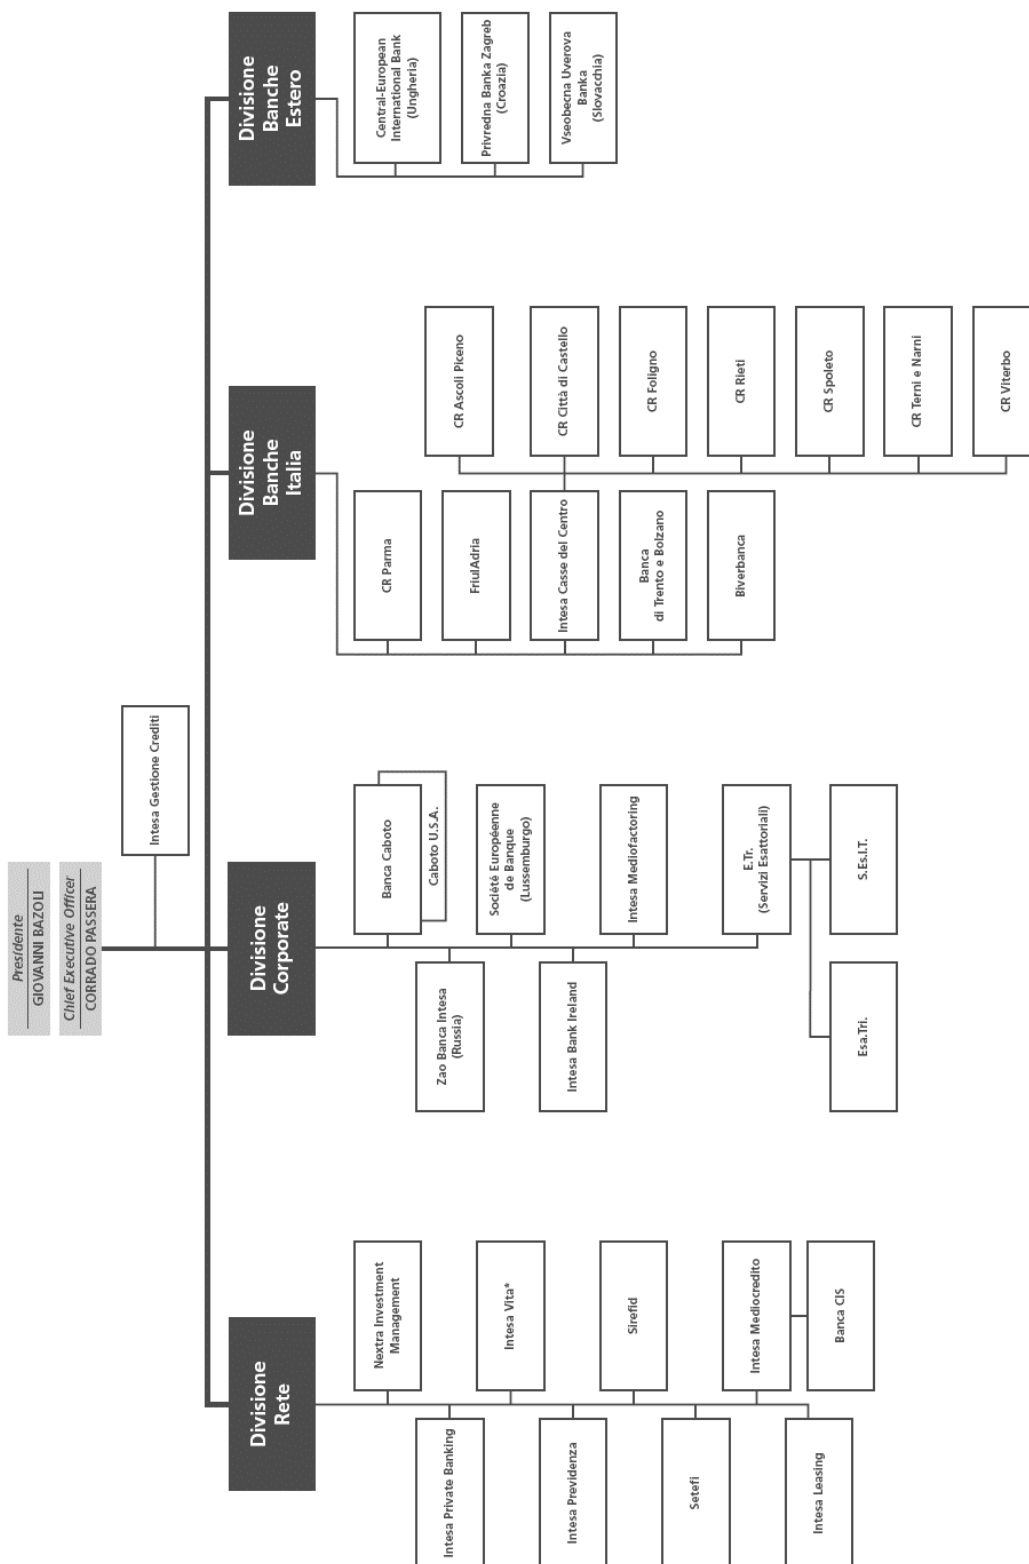 Presidente
GIOVANNI BAZOLI
Chief Executive Officer
CORRADO PASSERA
Intesa Gestione Crediti
Divisione
Rete
Nextra Investment
Management
Intesa Private Banking
Intesa Vita*
Intesa Previdenza
Sirefid
Setefi
Intesa Mediocredito
Banca CIS
Intesa Leasing
Divisione
Corporate
Banca Caboto
Caboto U.S.A.
Zao Banca Intesa
(Russia)
Société Européenne
de Banque
(Lussemburgo)
Intesa Bank Ireland
Intesa Mediofactoring
E.Tr.
(Servizi Esattoriali)
Esa.Tri.
S.Es.I.T.
Divisione
Banche
Italia
CR Parma
FriulAdria
Intesa Casse del Centro
Banca
di Trento e Bolzano
Biverbanca
CR Ascoli Piceno
CR Città di Castello
CR Foligno
CR Rieti
CR Spoleto
CR Terni e Narni
CR Viterbo
Divisione
Banche
Estero
Central-European
International Bank
(Ungheria)
Privredna Banka Zagreb
(Croazia)
Vseobecna Uverova
Banka
(Slovacchia)